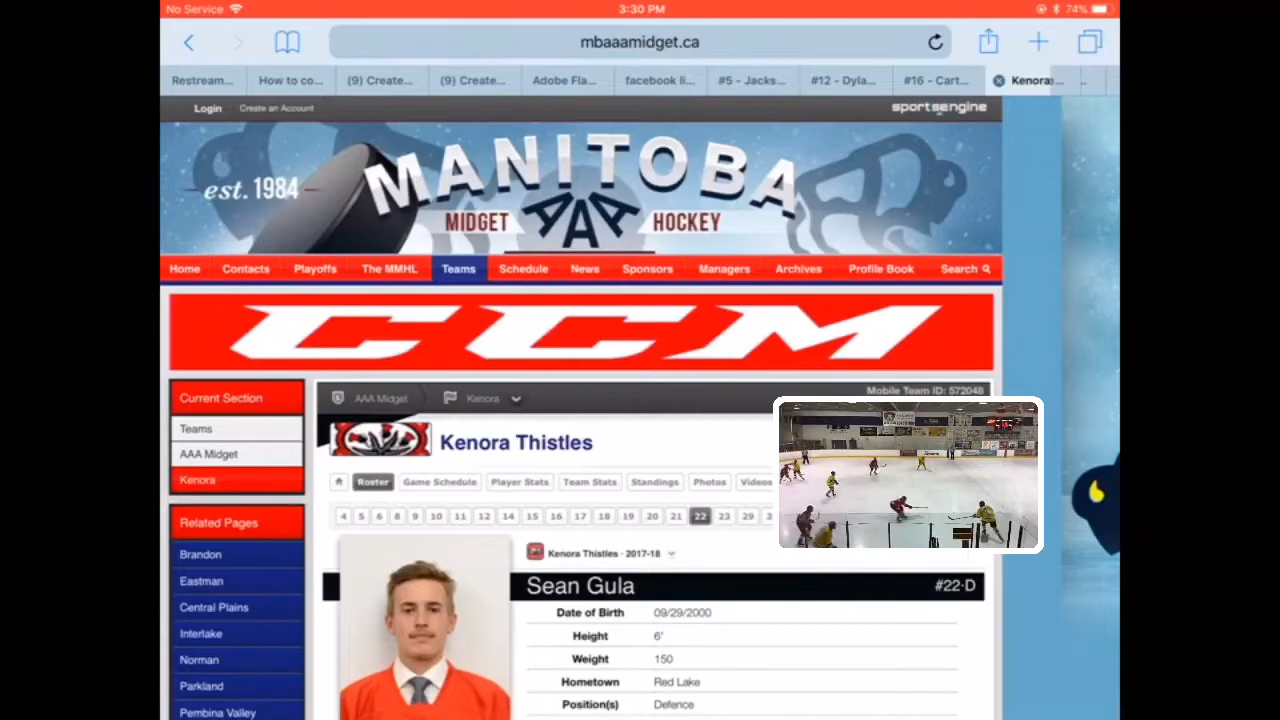 No Service 3:30 PM 74%
mbaaamidget.ca
Restream... How to co... (9) Create... (9) Create... Adobe Fla... facebook li... #5 - Jacks... #12 - Dyla... #16 - Cart... Kenora: ... ..
Login Create an Account sportsengine
est. 1984 MANITOBA
MIDGET AAA HOCKEY
Home Contacts Playoffs The MMHL Teams Schedule News Sponsors Managers Archives Profile Book Search
CCM
Current Section
Teams
AAA Midget
Kenora
Related Pages
Brandon
Eastman
Central Plains
Interlake
Norman
Parkland
Pembina Valley
AAA Midget Kenora Mobile Team ID: 572048
Kenora Thistles
Roster Game Schedule Player Stats Team Stats Standings Photos Videos
4 5 6 8 9 10 11 12 14 15 16 17 18 19 20 21 22 23 29 3
Kenora Thistles - 2017-18
Sean Gula #22·D
Date of Birth 09/29/2000
Height 6'
Weight 150
Hometown Red Lake
Position(s) Defence